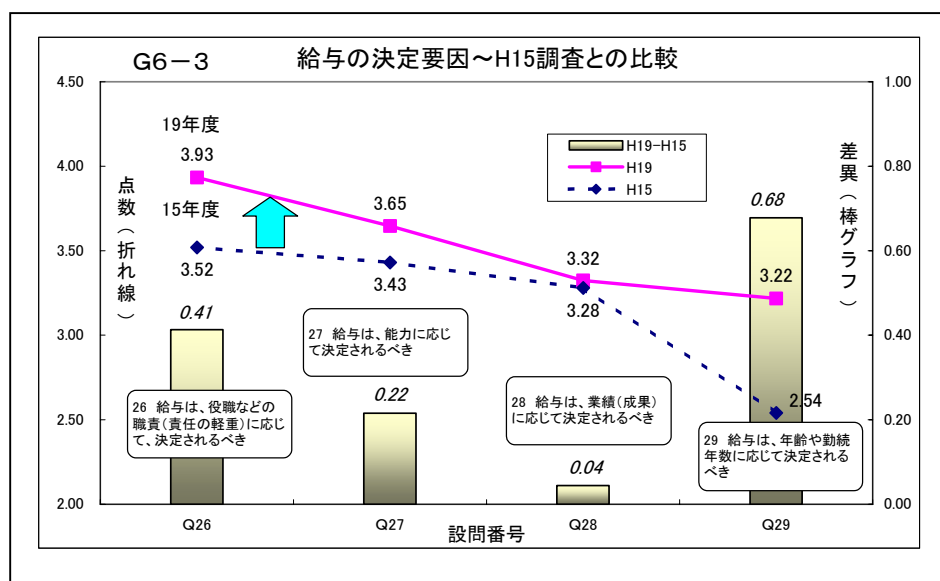 G6-3
給与の決定要因~H15調査との比較
4.50
4.00
3.50
3.00
2.50
2.00
点数(折れ線)
1.00
0.80
0.60
0.40
0.20
0.00
差異(棒グラフ)
H19-H15
H19
H15
19年度
3.93
15年度
3.52
3.65
3.43
3.32
3.28
3.22
2.54
0.41
0.22
0.04
0.68
26 給与は、役職などの
職責(責任の軽重)に応じ
て、決定されるべき
27 給与は、能力に応じ
て決定されるべき
28 給与は、業績(成果)
に応じて決定されるべき
29 給与は、年齢や勤続
年数に応じて決定される
べき
Q26
Q27
Q28
Q29
設問番号